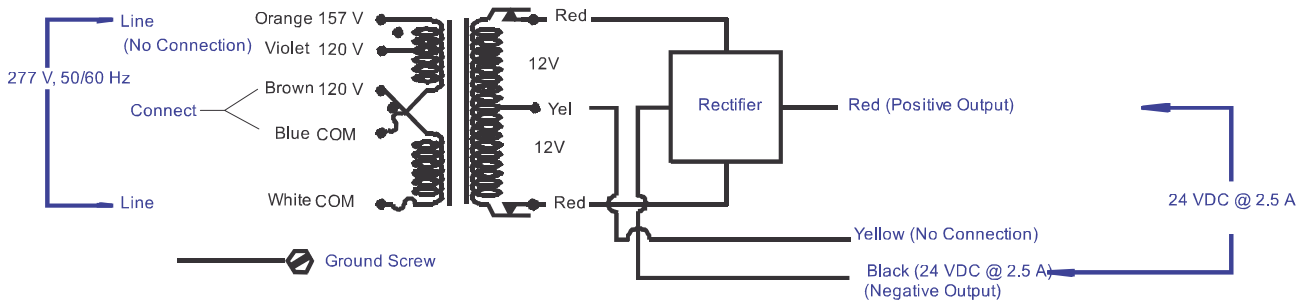 Line
(No Connection)
277 V, 50/60 Hz
Connect
Line
Orange 157 V
Violet 120 V
Brown 120 V
Blue COM
White COM
Ground Screw
Red
12V
Yel
12V
Red
Rectifier
Red (Positive Output)
24 VDC @ 2.5 A
Yellow (No Connection)
Black (24 VDC @ 2.5 A)
(Negative Output)